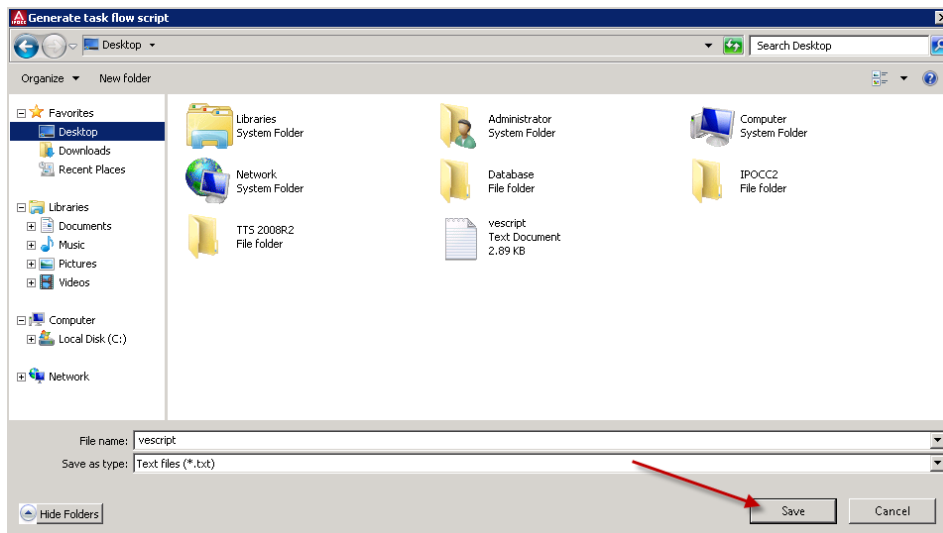 IPOCC
Generate task flow script
Desktop
Search Desktop
Organize
New folder
Favorites
Desktop
Downloads
Recent Places
Libraries
Documents
Music
Pictures
Videos
Computer
Local Disk (C:)
Network
Libraries
System Folder
Administrator
System Folder
Computer
System Folder
Network
System Folder
Database
File folder
IPOCC2
File folder
TTS 2008R2
File folder
vescript
Text Document
2.89 KB
File name: vescript
Save as type: Text files (*.txt)
Hide Folders
Save
Cancel